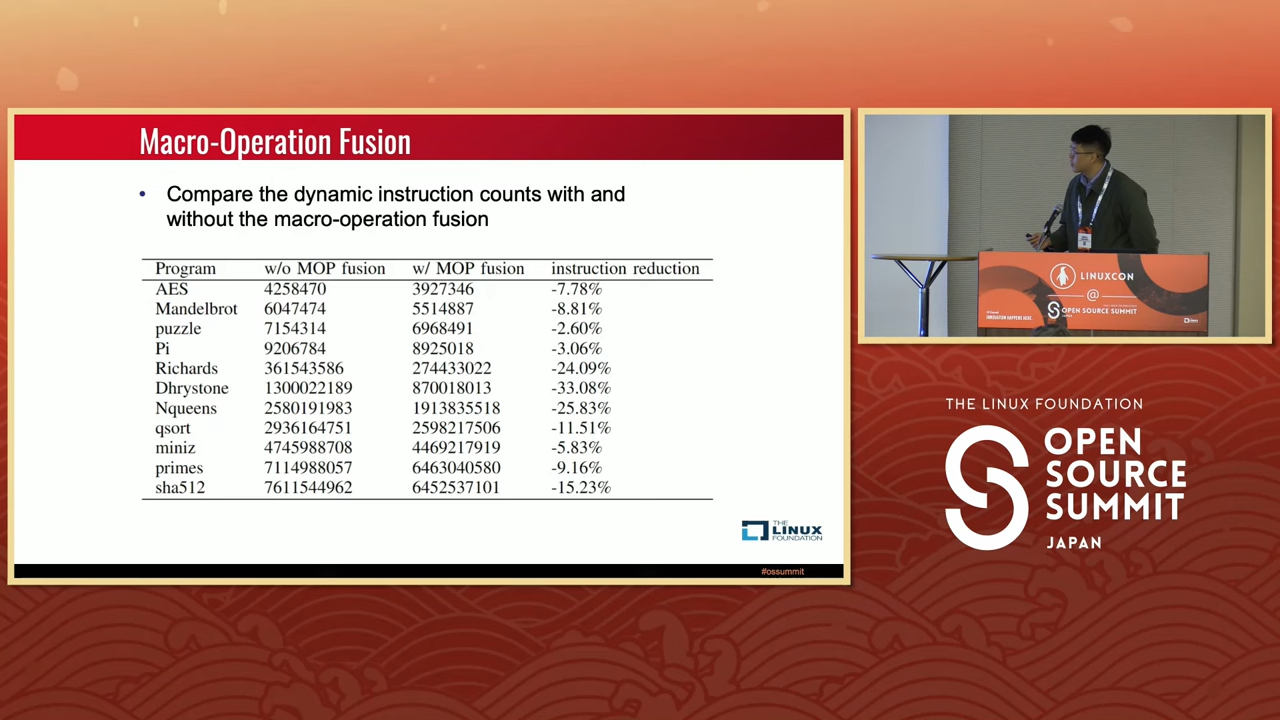 Macro-Operation Fusion
• Compare the dynamic instruction counts with and
without the macro-operation fusion
Program w/o MOP fusion w/ MOP fusion instruction reduction
AES 4258470 3927346 -7.78%
Mandelbrot 6047474 5514887 -8.81%
puzzle 7154314 6968491 -2.60%
Pi 9206784 8925018 -3.06%
Richards 361543586 274433022 -24.09%
Dhrystone 1300022189 870018013 -33.08%
Nqueens 2580191983 1913835518 -25.83%
qsort 2936164751 2598217506 -11.51%
miniz 4745988708 4469217919 -5.83%
primes 7114988057 6463040580 -9.16%
sha512 7611544962 6452537101 -15.23%
THE
LINUX
FOUNDATION
#ossummit
LINUXCON
@
OPEN SOURCE SUMMIT
JAPAN
INNOVATION HAPPENS HERE
THE LINUX FOUNDATION
OPEN
SOURCE
SUMMIT
JAPAN